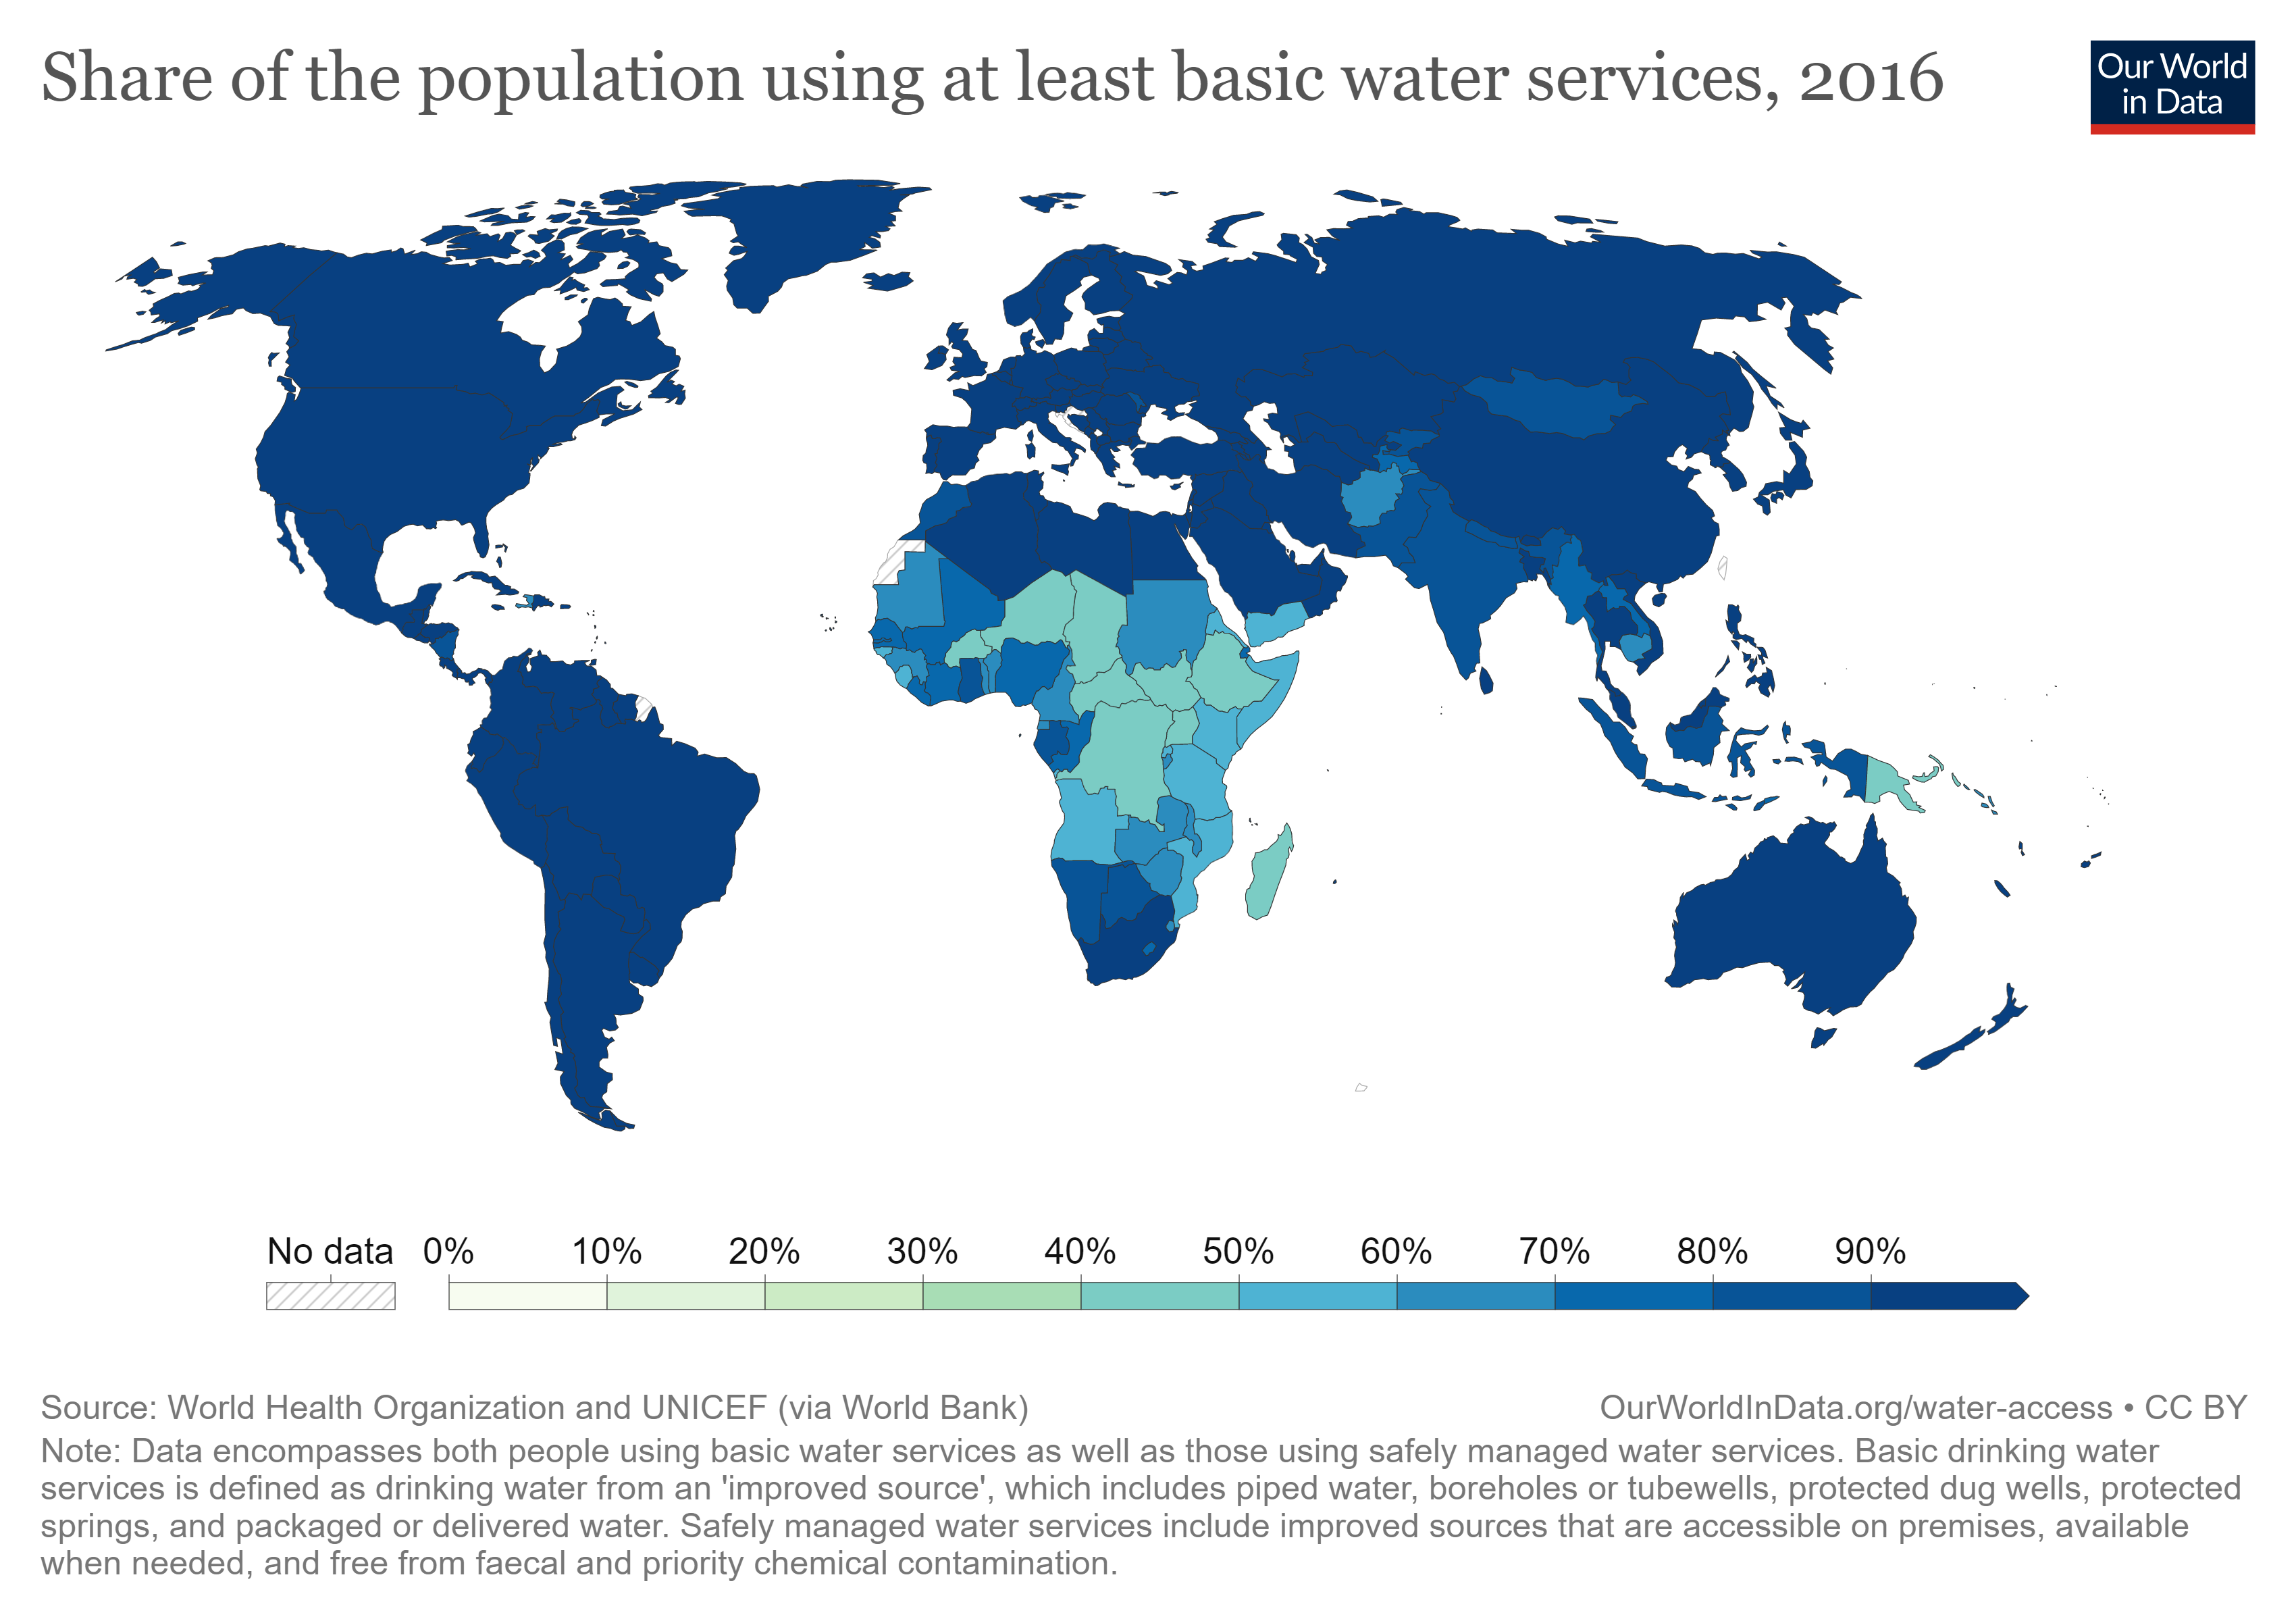 Share of the population using at least basic water services, 2016
Our World
in Data
No data
0%
10%
20%
30%
40%
50%
60%
70%
80%
90%
Source: World Health Organization and UNICEF (via World Bank)
OurWorldInData.org/water-access • CC BY
Note: Data encompasses both people using basic water services as well as those using safely managed water services. Basic drinking water
services is defined as drinking water from an 'improved source', which includes piped water, boreholes or tubewells, protected dug wells, protected
springs, and packaged or delivered water. Safely managed water services include improved sources that are accessible on premises, available
when needed, and free from faecal and priority chemical contamination.